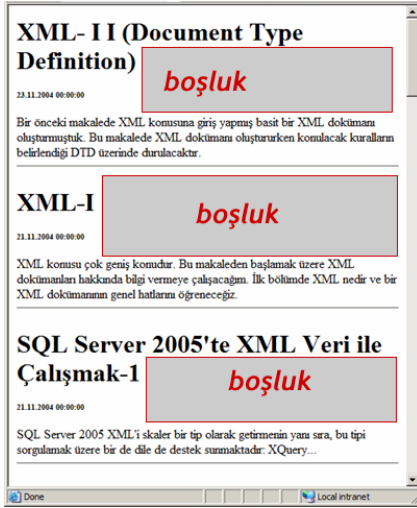 XML- I I (Document Type
Definition)
boşluk
23.11.2004 00:00:00
Bir önceki makalede XML konusuna giriş yapmış basit bir XML dokümanı
oluşturmuştuk. Bu makalede XML dokümanı oluştururken konulacak kuralların
belirlendiği DTD üzerinde durulacaktır.
XML-I
boşluk
21.11.2004 00:00:00
XML konusu çok geniş konudur. Bu makaleden başlamak üzere XML
dokümanları hakkında bilgi vermeye çalışacağım. İlk bölümde XML nedir ve bir
XML dokümanının genel hatlarını öğreneceğiz.
SQL Server 2005'te XML Veri ile
Çalışmak-1
boşluk
21.11.2004 00:00:00
SQL Server 2005 XML'i skaler bir tip olarak getirmenin yanı sıra, bu tipi
sorgulamak üzere bir de dile de destek sunmaktadır: XQuery...
Done
Local intranet